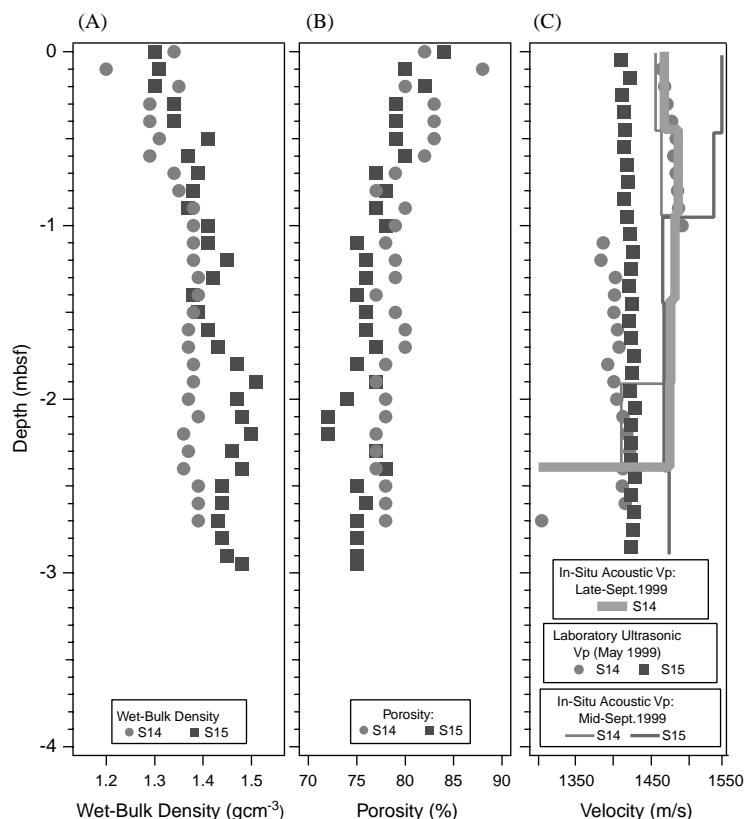 (A)
(B)
(C)
0
-1
-2
-3
-4
Depth (mbsf)
Wet-Bulk Density
S14 S15
1.2 1.3 1.4 1.5
Wet-Bulk Density (gcm-3)
Porosity:
S14 S15
70 75 80 85 90
Porosity (%)
In-Situ Acoustic Vp:
Late-Sept.1999
S14
Laboratory Ultrasonic
Vp (May 1999)
S14 S15
In-Situ Acoustic Vp:
Mid-Sept.1999
S14 S15
1350 1450 1550
Velocity (m/s)